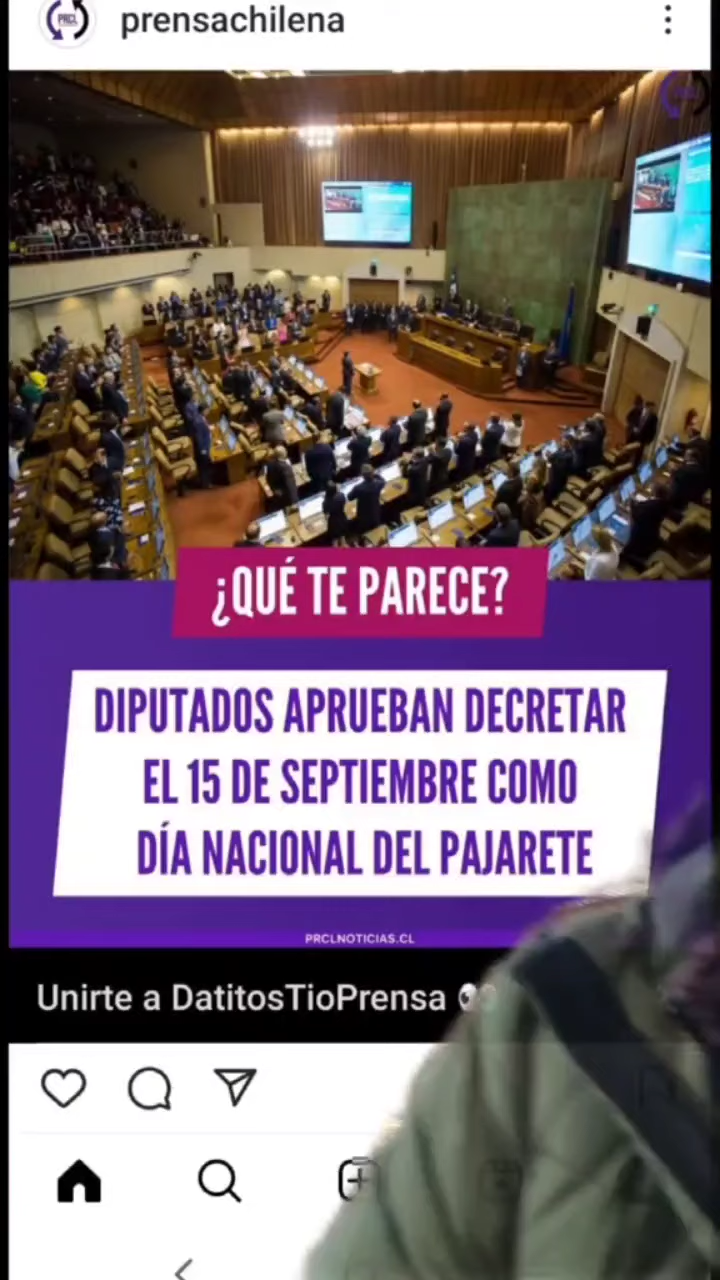 PRCL
prensachilena
¿QUÉ TE PARECE?
DIPUTADOS APRUEBAN DECRETAR
EL 15 DE SEPTIEMBRE COMO
DÍA NACIONAL DEL PAJARETE
PRCLNOTICIAS.CL
Unirte a DatitosTioPrensa 👀